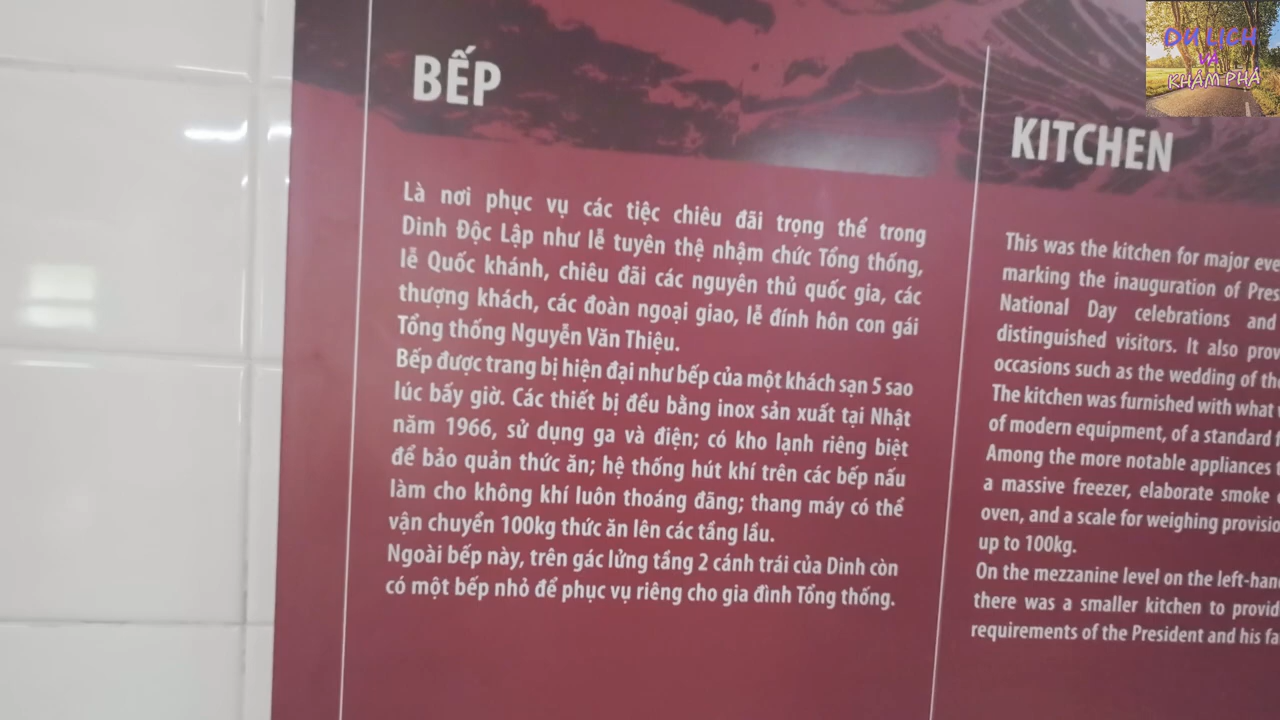 DU LICH
VÀ
KHÁM PHÁ
BẾP
Là nơi phục vụ các tiệc chiêu đãi trọng thể trong
Dinh Độc Lập như lễ tuyên thệ nhậm chức Tổng thống,
lễ Quốc khánh, chiêu đãi các nguyên thủ quốc gia, các
thượng khách, các đoàn ngoại giao, lễ đính hôn con gái
Tổng thống Nguyễn Văn Thiệu.
Bếp được trang bị hiện đại như bếp của một khách sạn 5 sao
lúc bấy giờ. Các thiết bị đều bằng inox sản xuất tại Nhật
năm 1966, sử dụng ga và điện; có kho lạnh riêng biệt
để bảo quản thức ăn; hệ thống hút khí trên các bếp nấu
làm cho không khí luôn thoáng đãng; thang máy có thể
vận chuyển 100kg thức ăn lên các tầng lầu.
Ngoài bếp này, trên gác lửng tầng 2 cánh trái của Dinh còn
có một bếp nhỏ để phục vụ riêng cho gia đình Tổng thống.
KITCHEN
This was the kitchen for major eve
marking the inauguration of Pres
National Day celebrations and
distinguished visitors. It also prov
occasions such as the wedding of the
The kitchen was furnished with what
of modern equipment, of a standard f
Among the more notable appliances
a massive freezer, elaborate smoke
oven, and a scale for weighing provisio
up to 100kg.
On the mezzanine level on the left-han
there was a smaller kitchen to provid
requirements of the President and his fa